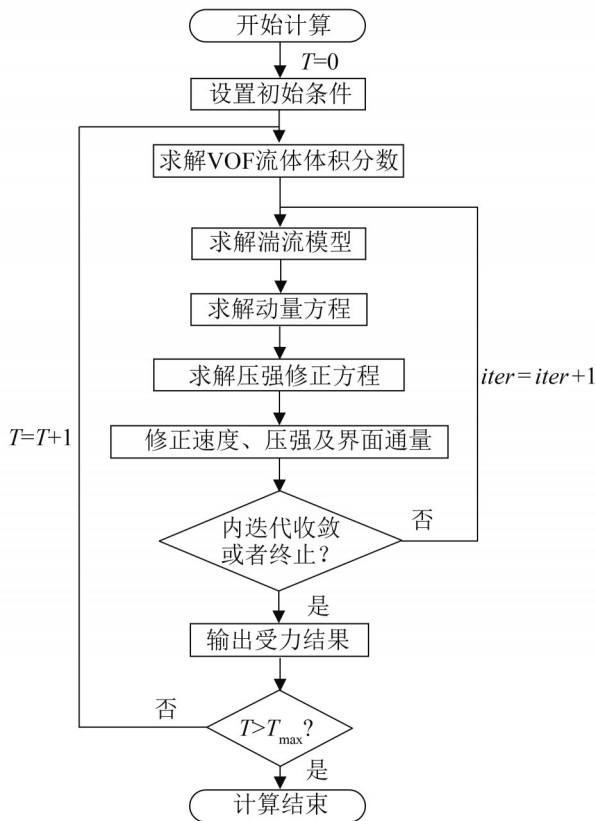 开始计算
T=0
设置初始条件
求解VOF流体体积分数
求解湍流模型
求解动量方程
求解压强修正方程
iter=iter+1
T=T+1
修正速度、压强及界面通量
内迭代收敛
或者终止？
否
是
输出受力结果
否
T>Tmax?
是
计算结束